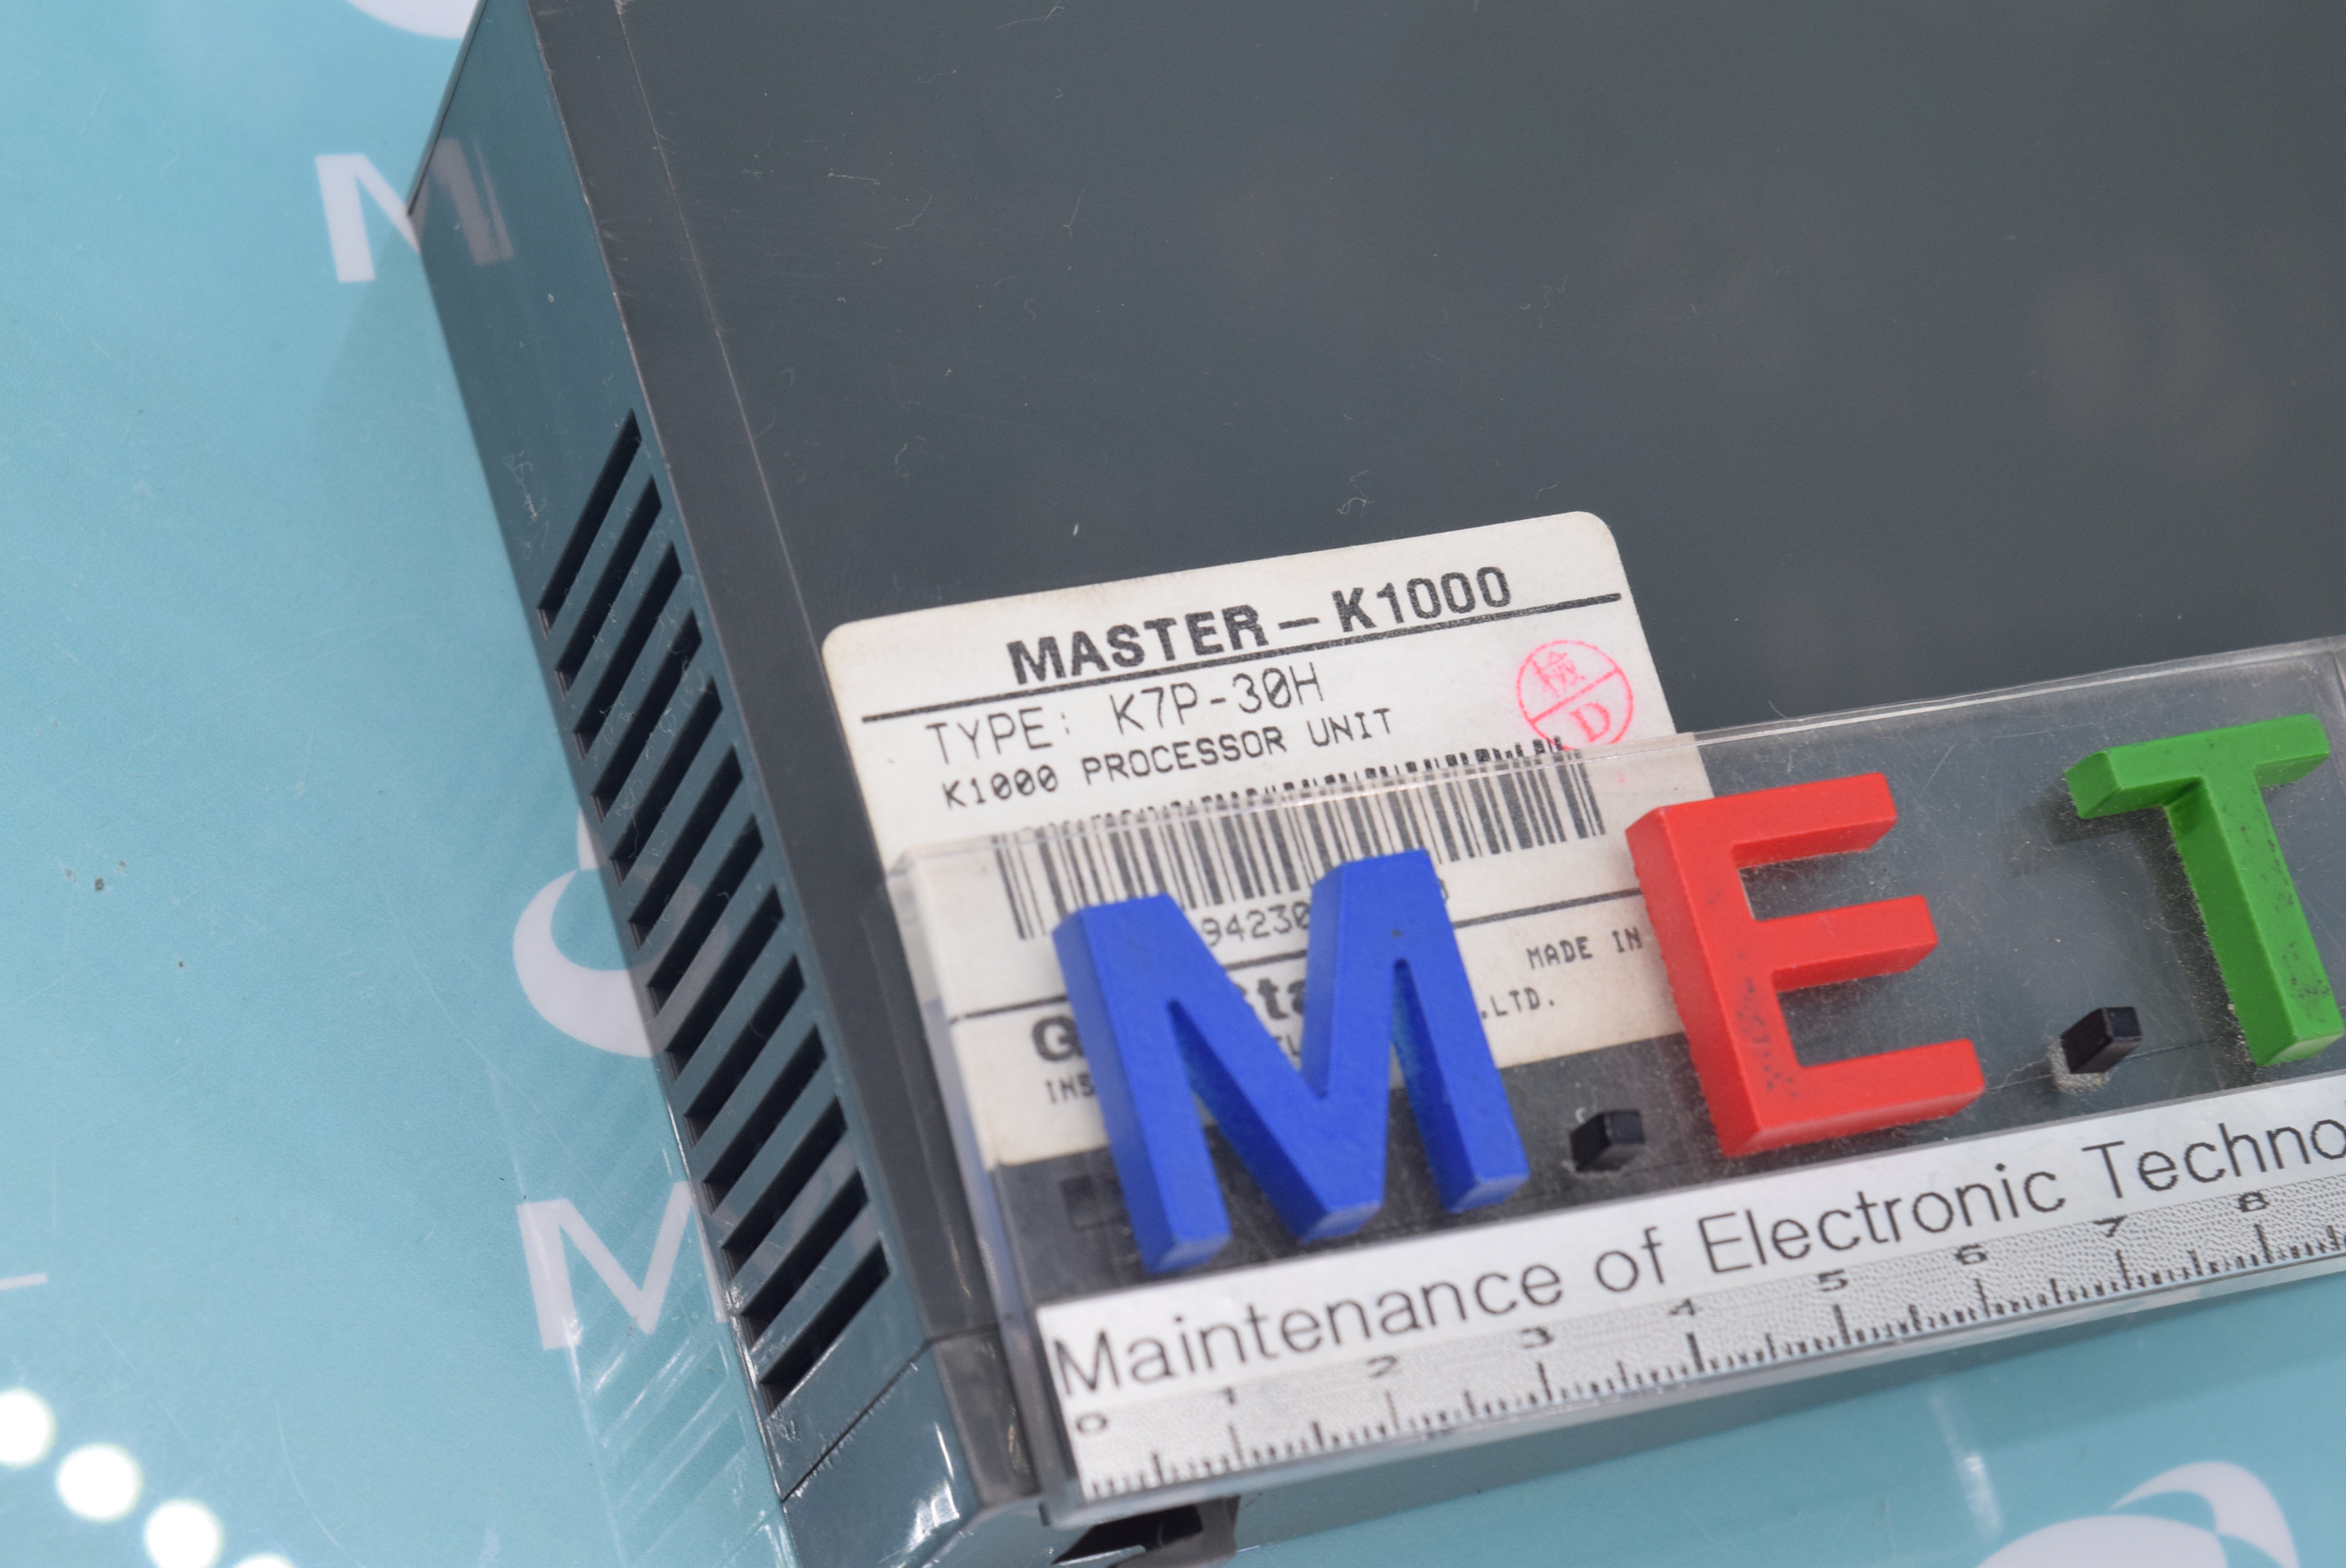 MASTER-K1000
TYPE: K7P-30H
K1000 PROCESSOR UNIT
検
D
94230
MADE IN
.LTD.
M.E.T
Maintenance of Electronic Techno
0 1 2 3 4 5 6 7 8
M
M